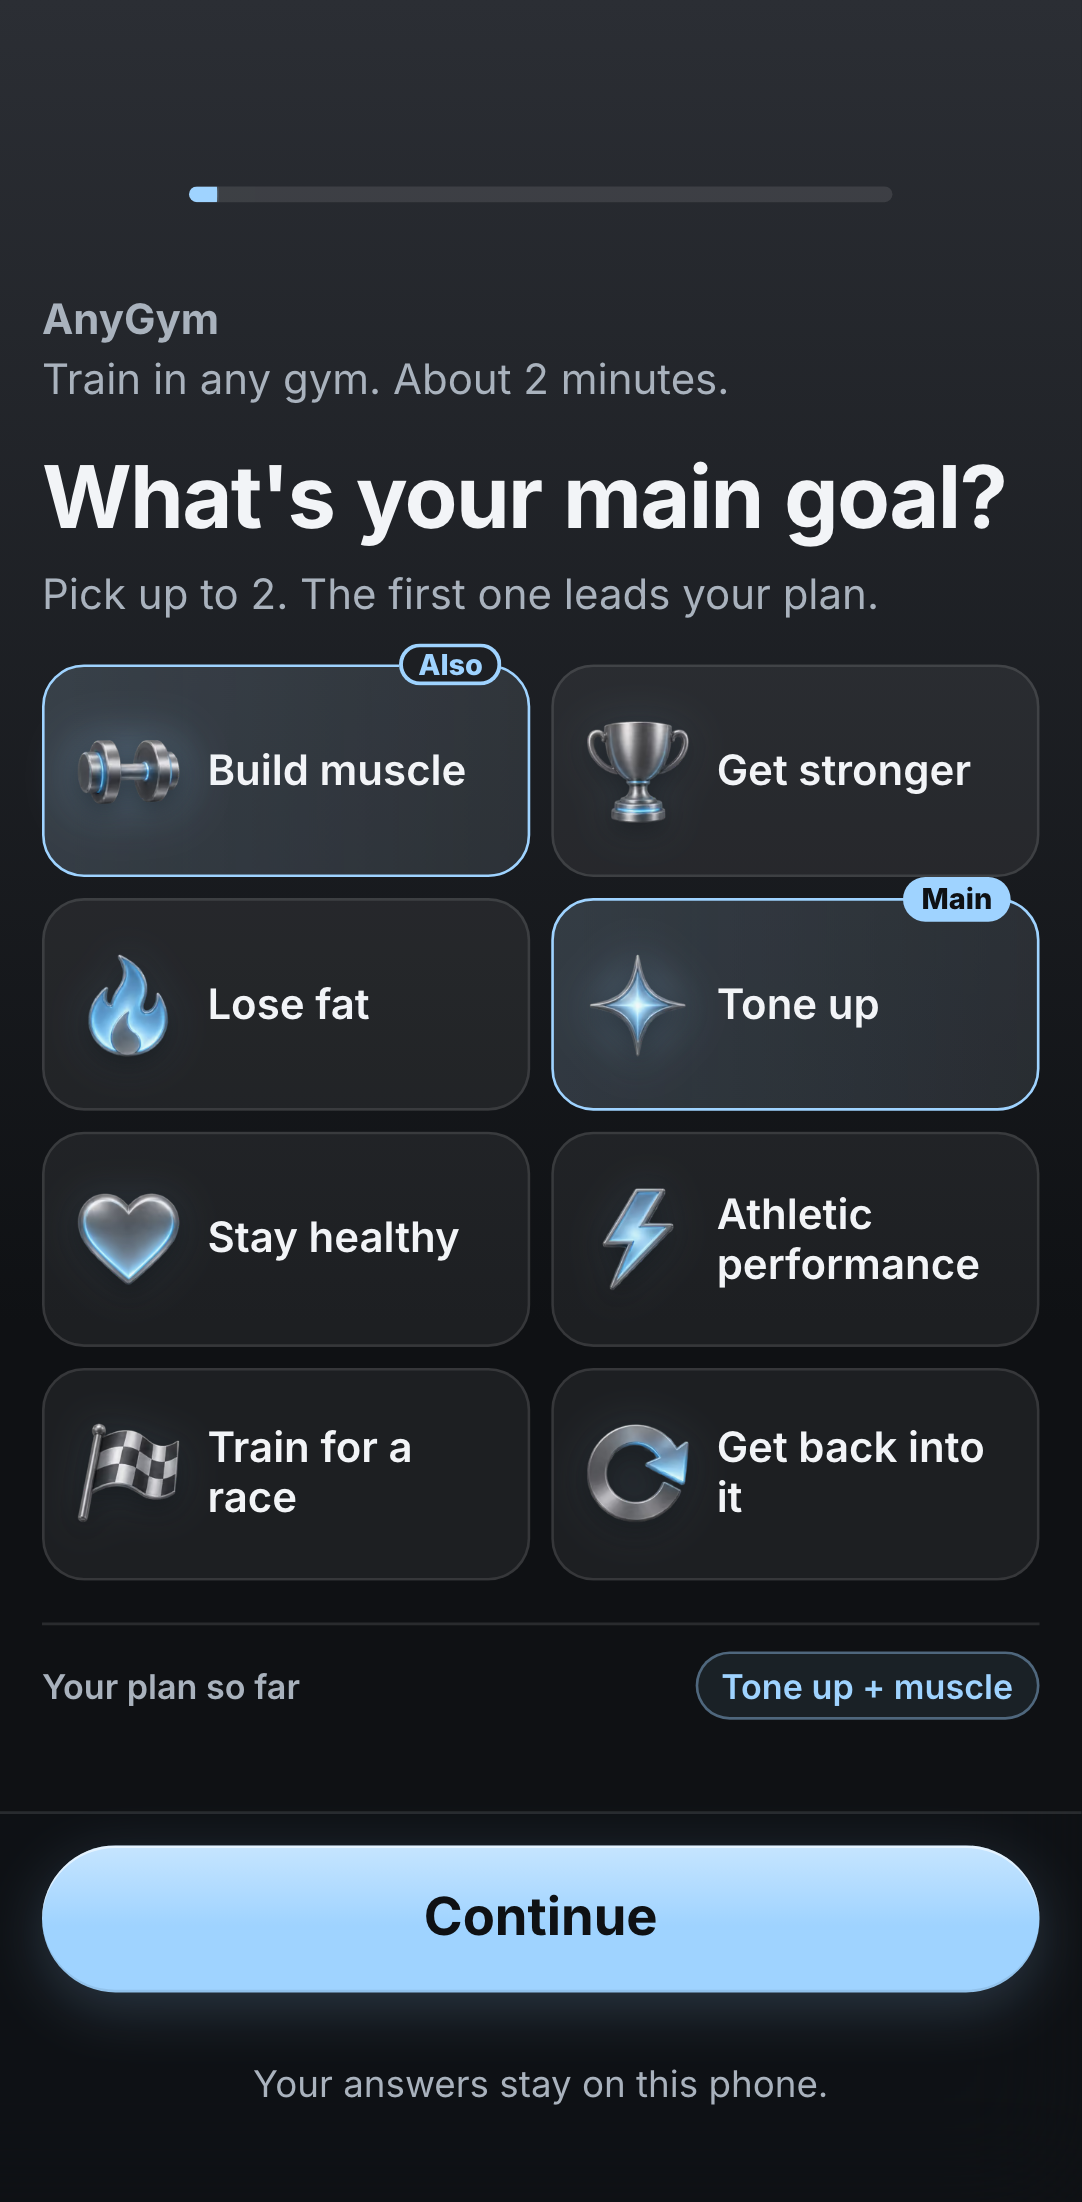 AnyGym
Train in any gym. About 2 minutes.
What's your main goal?
Pick up to 2. The first one leads your plan.
Also
Build muscle
Get stronger
Main
Lose fat
Tone up
Stay healthy
Athletic
performance
Train for a
race
Get back into
it
Your plan so far
Tone up + muscle
Continue
Your answers stay on this phone.